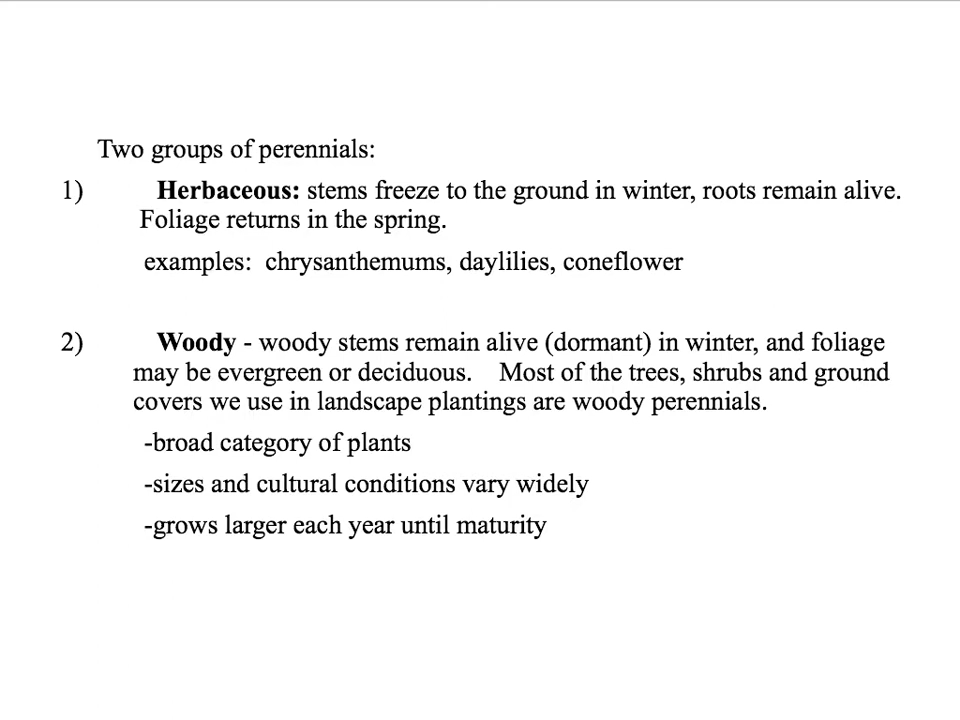 Two groups of perennials:
1) Herbaceous: stems freeze to the ground in winter, roots remain alive.
Foliage returns in the spring.
examples: chrysanthemums, daylilies, coneflower
2) Woody - woody stems remain alive (dormant) in winter, and foliage
may be evergreen or deciduous. Most of the trees, shrubs and ground
covers we use in landscape plantings are woody perennials.
-broad category of plants
-sizes and cultural conditions vary widely
-grows larger each year until maturity